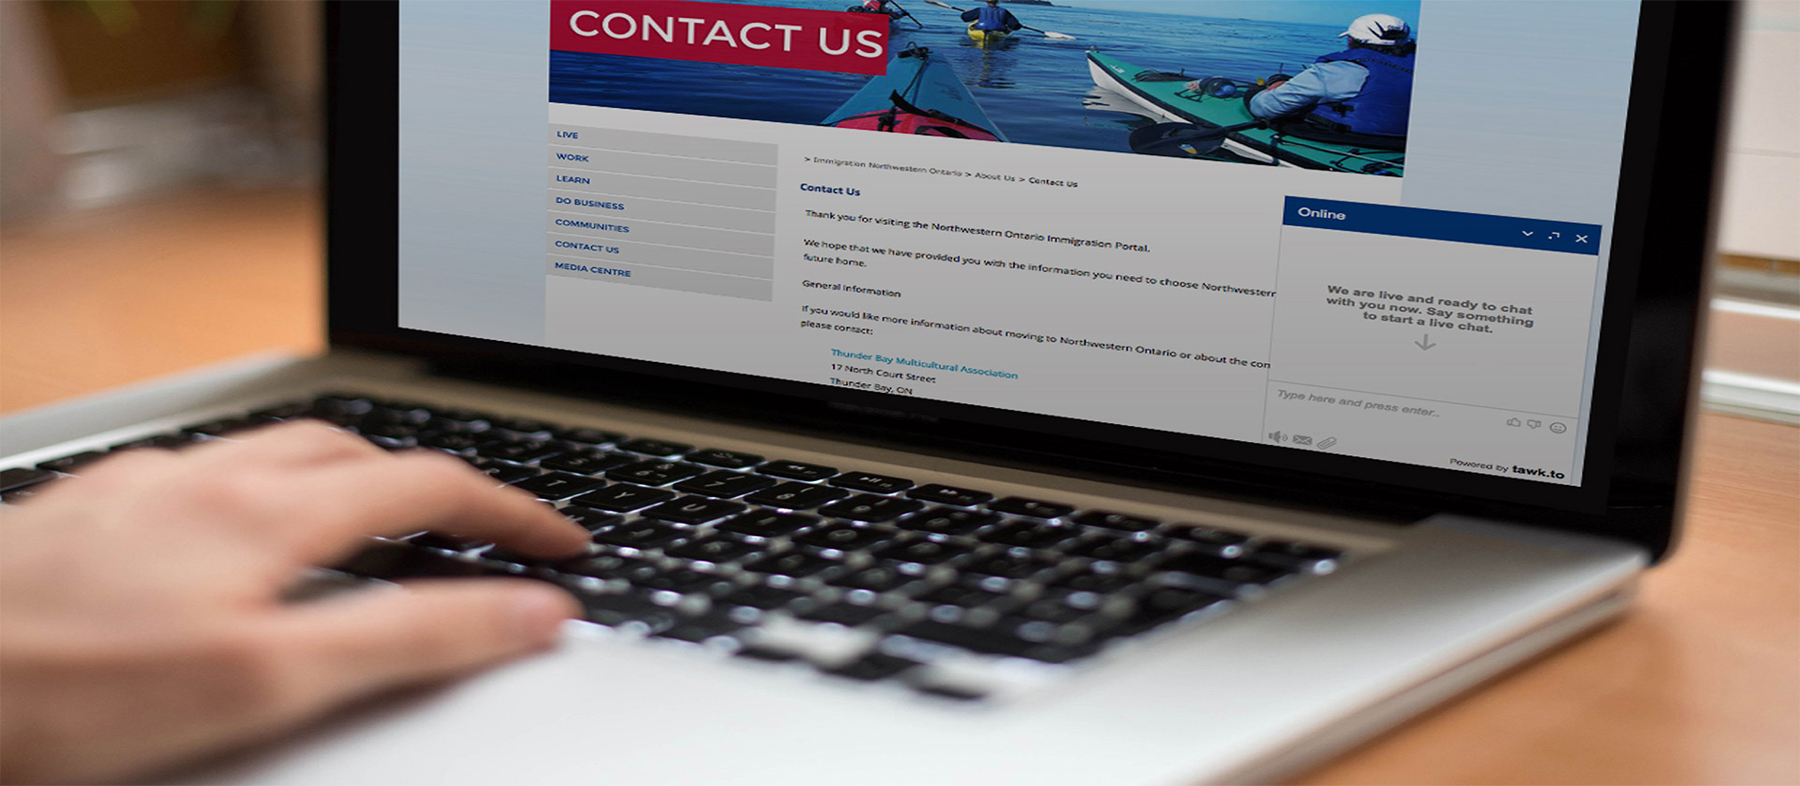 CONTACT US
LIVE
WORK
LEARN
DO BUSINESS
COMMUNITIES
CONTACT US
MEDIA CENTRE
> Immigration Northwestern Ontario > About Us > Contact Us
Contact Us
Thank you for visiting the Northwestern Ontario Immigration Portal.
We hope that we have provided you with the information you need to choose Northwestern
future home.
General Information
If you would like more information about moving to Northwestern Ontario or about the con
please contact:
Thunder Bay Multicultural Association
17 North Court Street
Thunder Bay, ON
Online
We are live and ready to chat
with you now. Say something
to start a live chat.
Type here and press enter..
Powered by tawk.to
T Y U